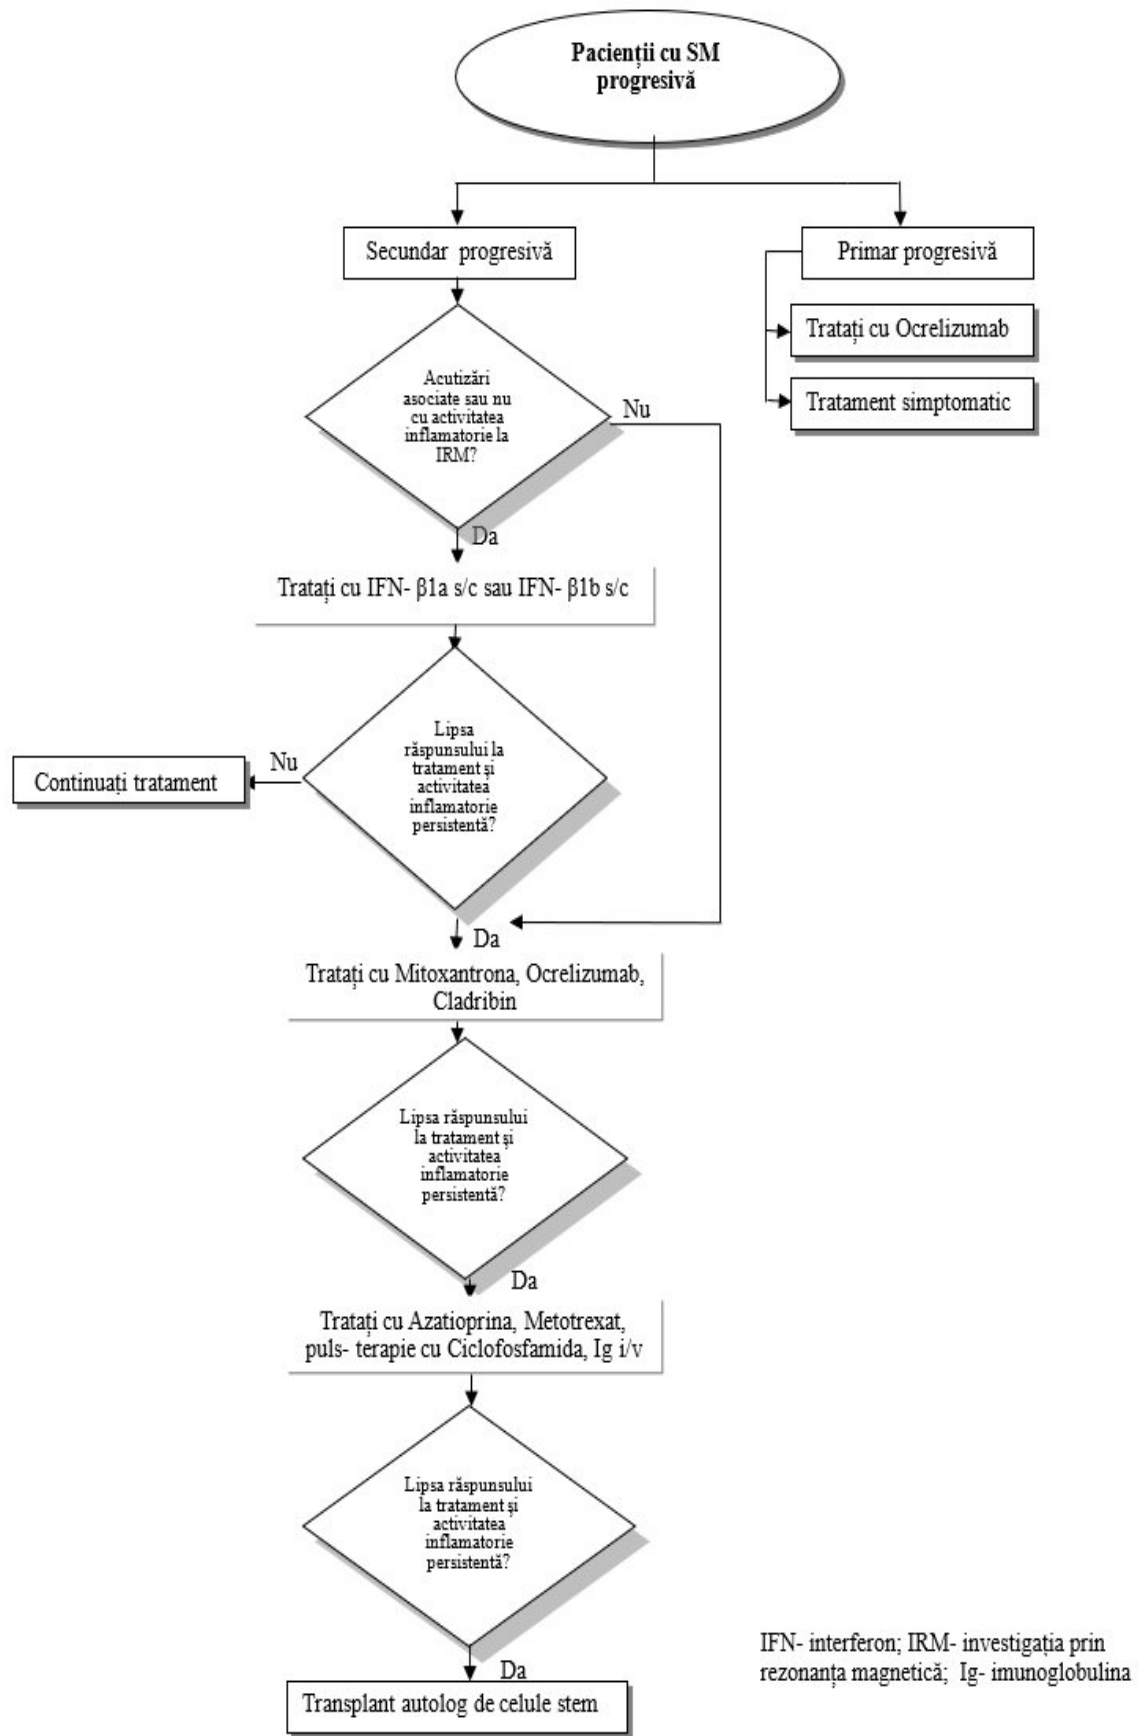 Pacienții cu SM
progresivă
Secundar progresivă
Primar progresivă
Tratați cu Ocrelizumab
Tratament simptomatic
Acutizări
asociate sau nu
cu activitatea
inflamatorie la
IRM?
Nu
Da
Tratați cu IFN- β1a s/c sau IFN- β1b s/c
Lipsa
răspunsului la
tratament și
activitatea
inflamatorie
persistentă?
Nu
Continuați tratament
Da
Tratați cu Mitoxantrona, Ocrelizumab,
Cladribin
Lipsa răspunsului
la tratament și
activitatea
inflamatorie
persistentă?
Da
Tratați cu Azatioprina, Metotrexat,
puls- terapie cu Ciclofosfamida, Ig i/v
Lipsa răspunsului
la tratament și
activitatea
inflamatorie
persistentă?
Da
Transplant autolog de celule stem
IFN- interferon; IRM- investigația prin
rezonanța magnetică; Ig- imunoglobulina